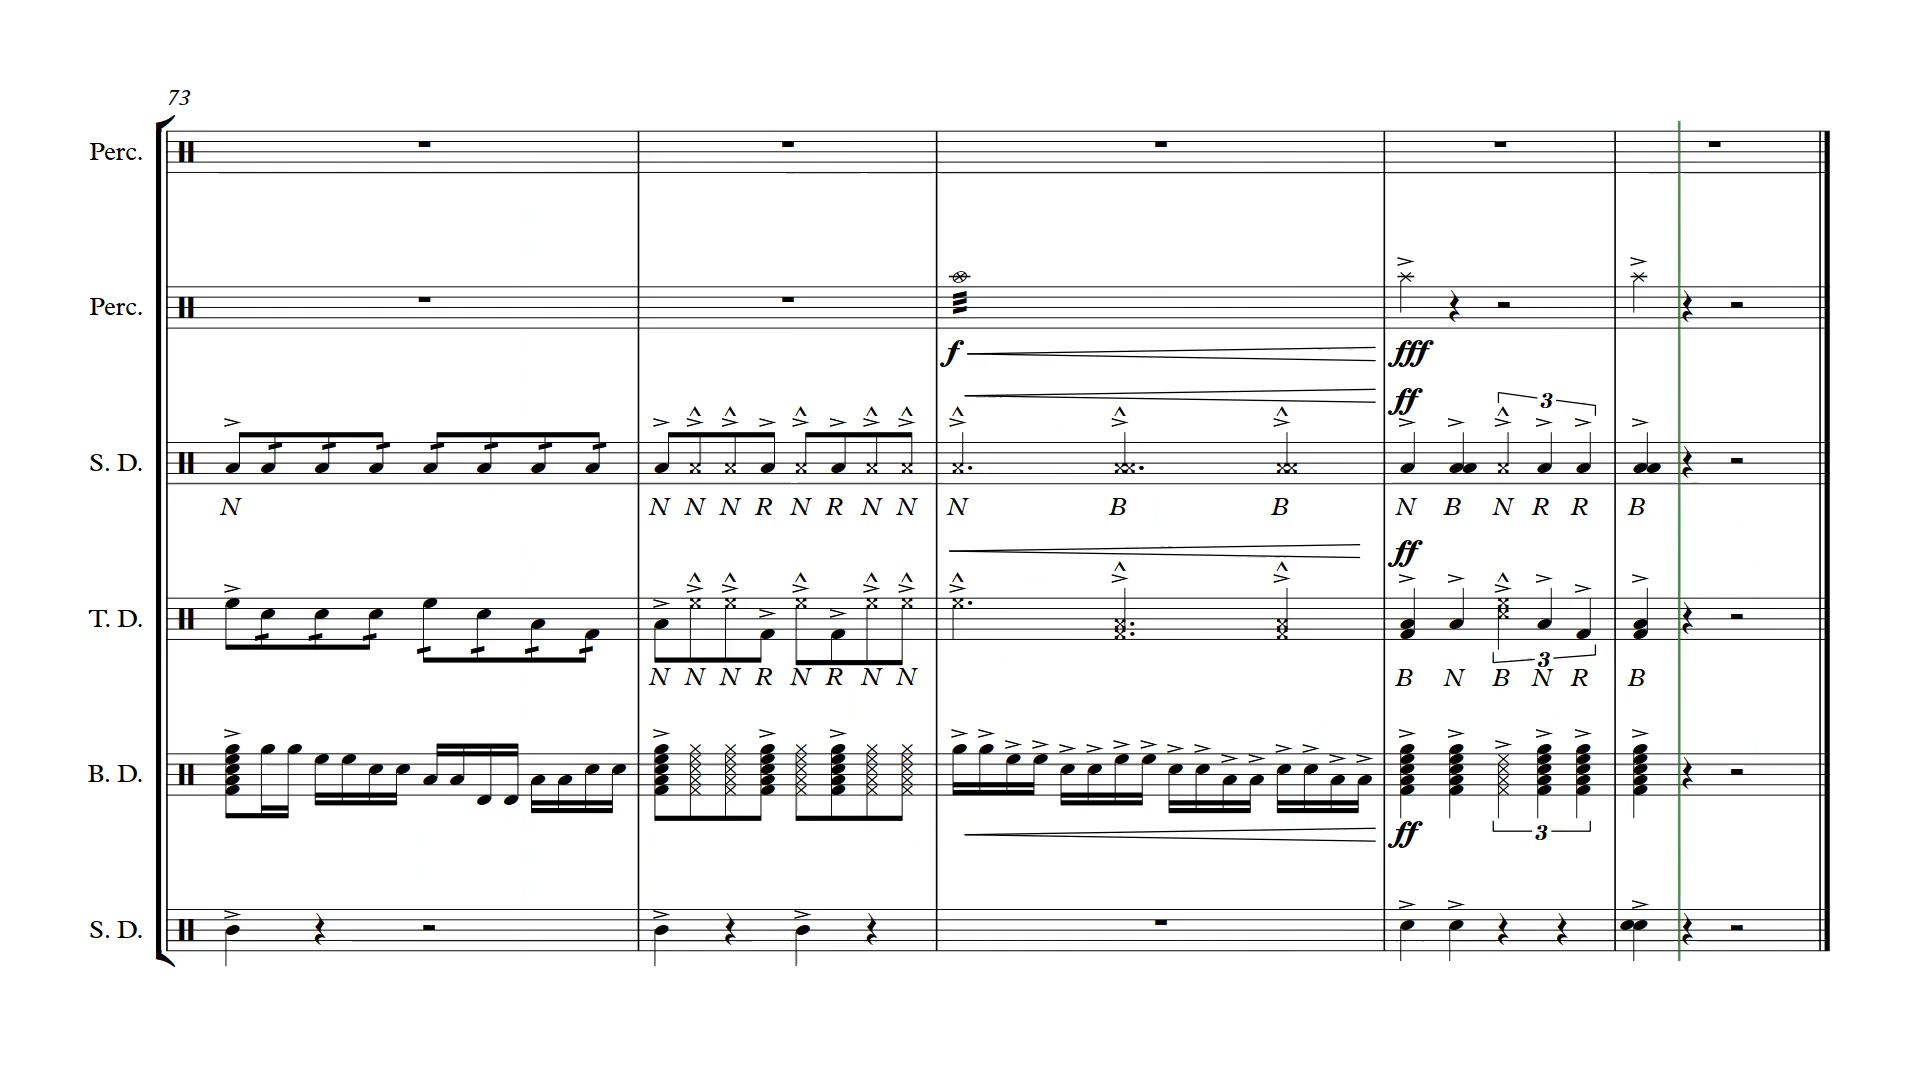 73
Perc.
Perc.
f fff
ff
3
S. D.
N N N N R N R N N N B B N B N R R B
ff
T. D.
3
N N N R N R N N B N B N R B
B. D.
ff 3
S. D.